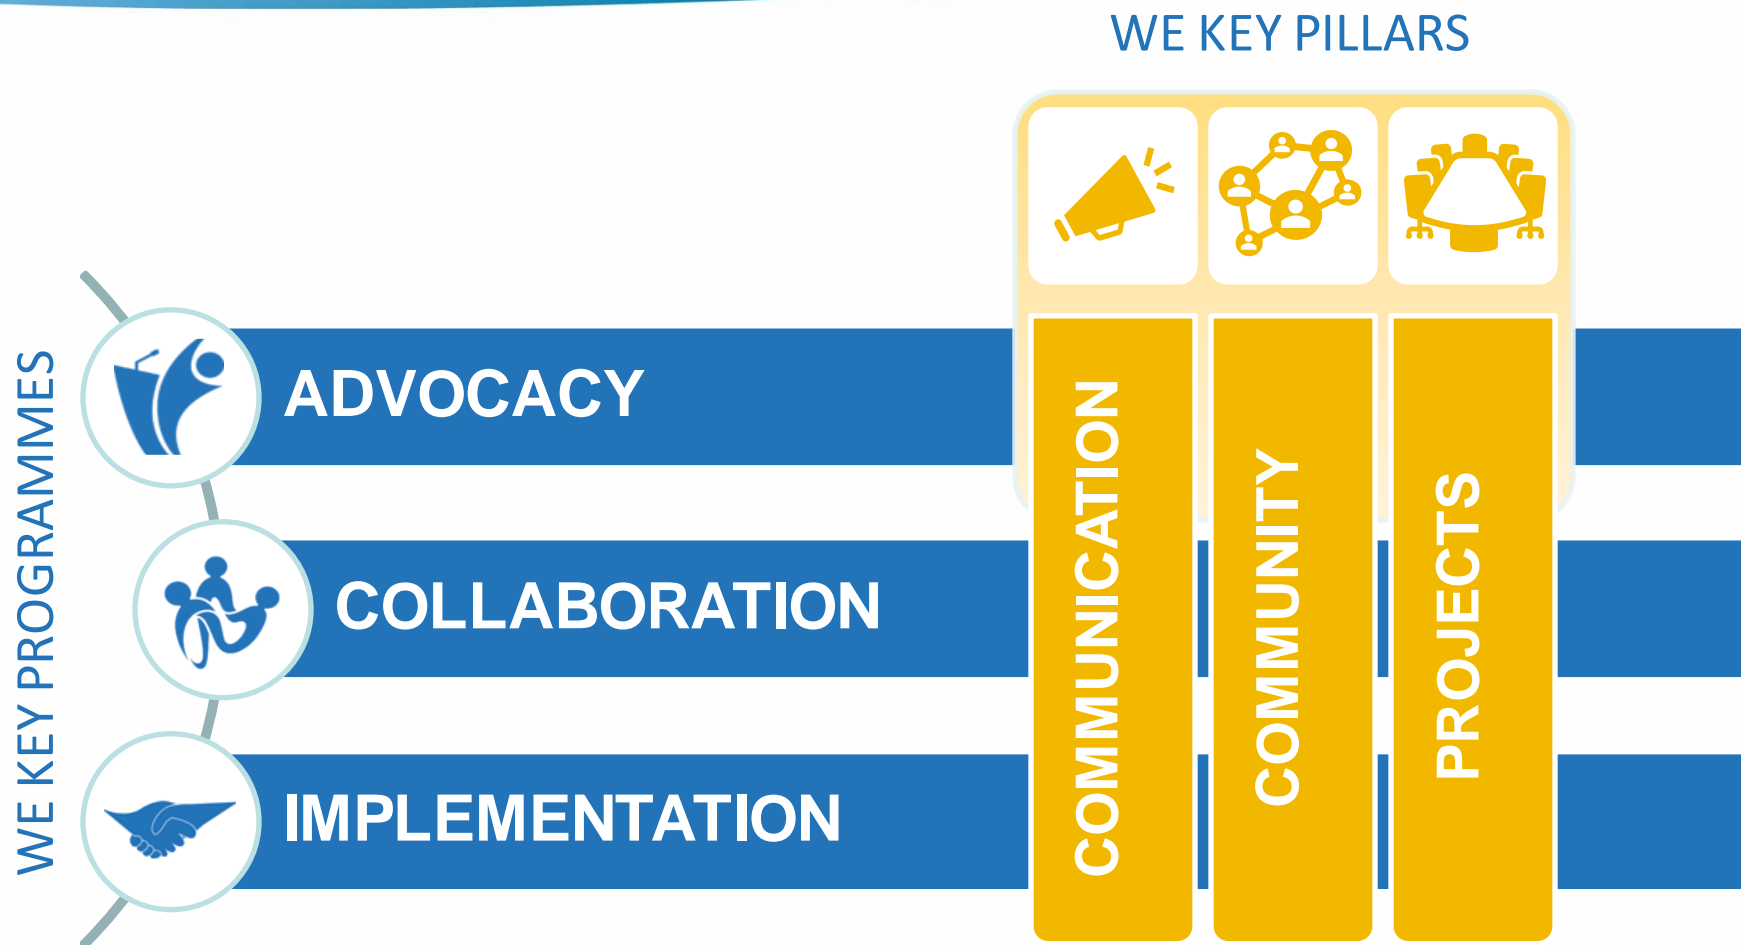 WE KEY PILLARS
WE KEY PROGRAMMES
ADVOCACY
COLLABORATION
IMPLEMENTATION
COMMUNICATION
COMMUNITY
PROJECTS